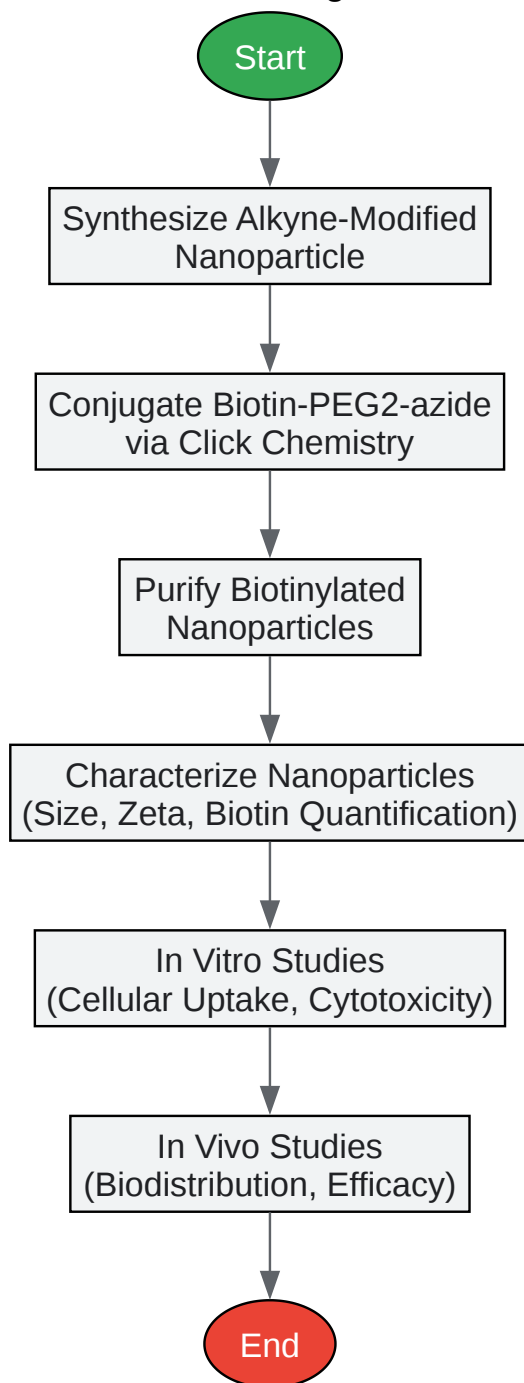 Start
Synthesize Alkyne-Modified
Nanoparticle
Conjugate Biotin-PEG2-azide
via Click Chemistry
Purify Biotinylated
Nanoparticles
Characterize Nanoparticles
(Size, Zeta, Biotin Quantification)
In Vitro Studies
(Cellular Uptake, Cytotoxicity)
In Vivo Studies
(Biodistribution, Efficacy)
End